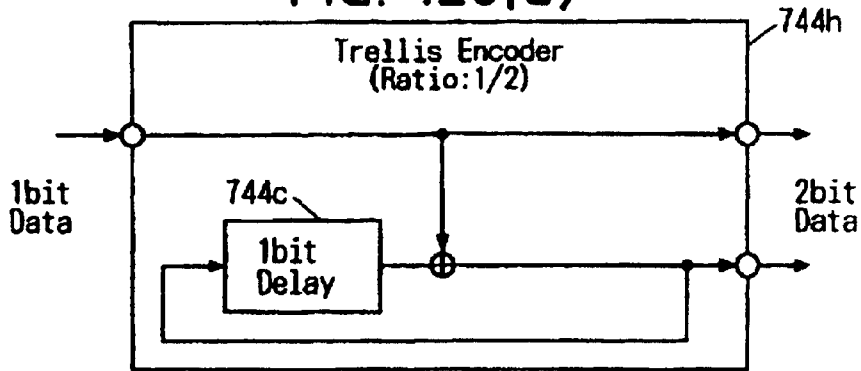 744h
Trellis Encoder
(Ratio:1/2)
1bit
Data
744c
1bit
Delay
2bit
Data